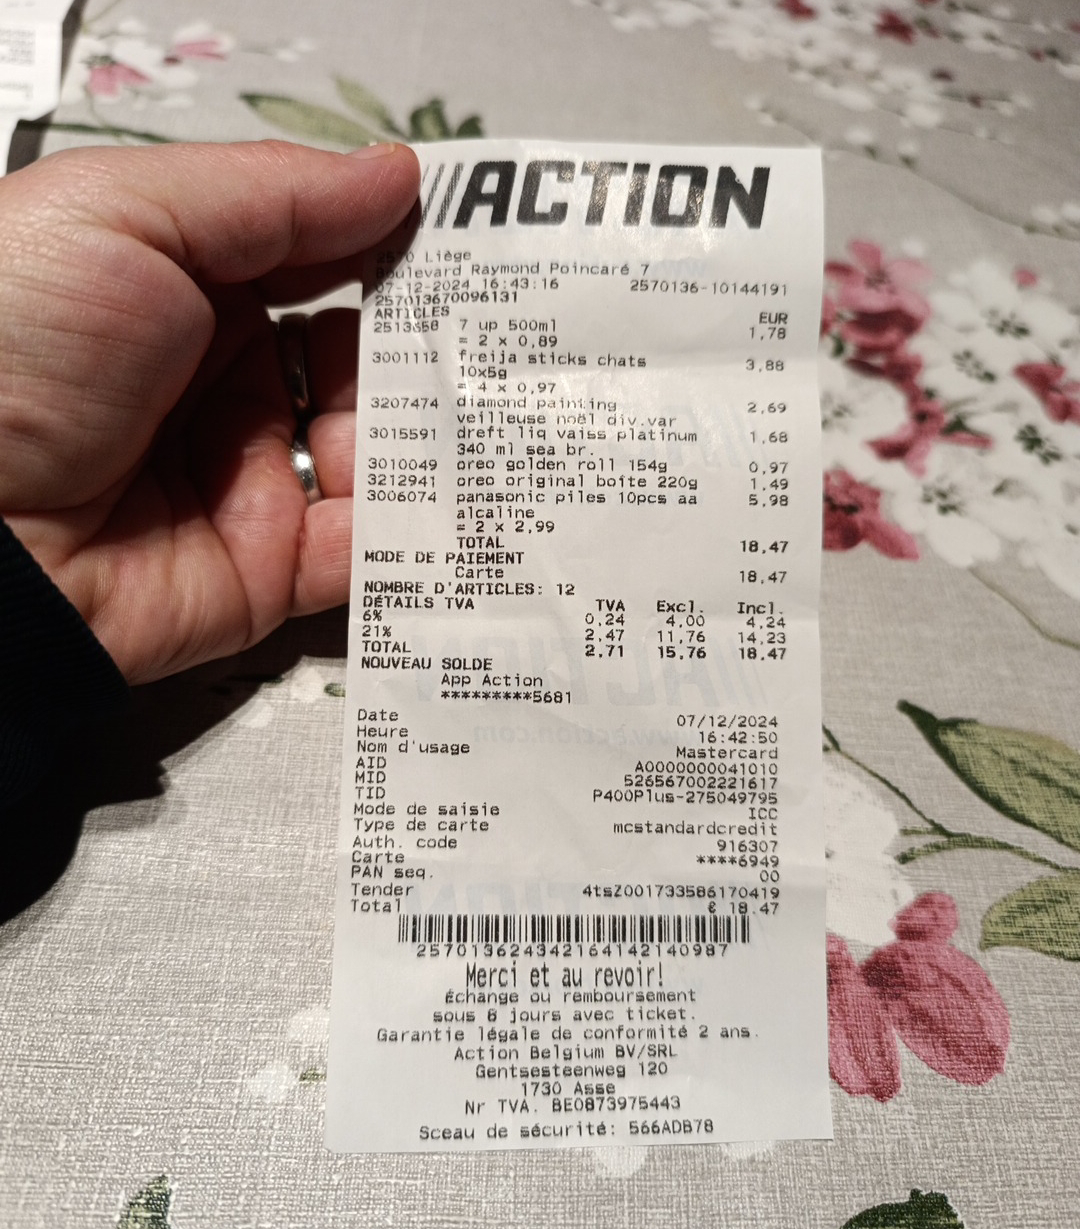 ACTION
Liège
Boulevard Raymond Poincaré 7
07-12-2024 16:43:16 2570136-10144191
257013670096131
ARTICLES EUR
2513658 7 up 500ml 1,78
= 2 x 0,89
3001112 freija sticks chats 3,88
10x5g
= 4 x 0,97
3207474 diamond painting 2,69
veilleuse noël div.var
3015591 dreft liq vaiss platinum 1,68
340 ml sea br.
3010049 oreo golden roll 154g 0,97
3212941 oreo original boîte 220g 1,49
3006074 panasonic piles 10pcs aa 5,98
alcaline
= 2 x 2,99
TOTAL 18,47
MODE DE PAIEMENT
Carte 18,47
NOMBRE D'ARTICLES: 12
DÉTAILS TVA TVA Excl. Incl.
6% 0,24 4,00 4,24
21% 2,47 11,76 14,23
TOTAL 2,71 15,76 18,47
NOUVEAU SOLDE
App Action
*********5681
Date 07/12/2024
Heure 16:42:50
Nom d'usage Mastercard
AID A0000000041010
MID 526567002221617
TID P400Plus-275049795
Mode de saisie ICC
Type de carte mcstandardcredit
Auth. code 916307
Carte ****6949
PAN seq. 00
Tender 4tsZ001733586170419
Total € 18.47
257013624342164142140987
Merci et au revoir!
Échange ou remboursement
sous 8 jours avec ticket.
Garantie légale de conformité 2 ans.
Action Belgium BV/SRL
Gentsesteenweg 120
1730 Asse
Nr TVA. BE0873975443
Sceau de sécurité: 566ADB78